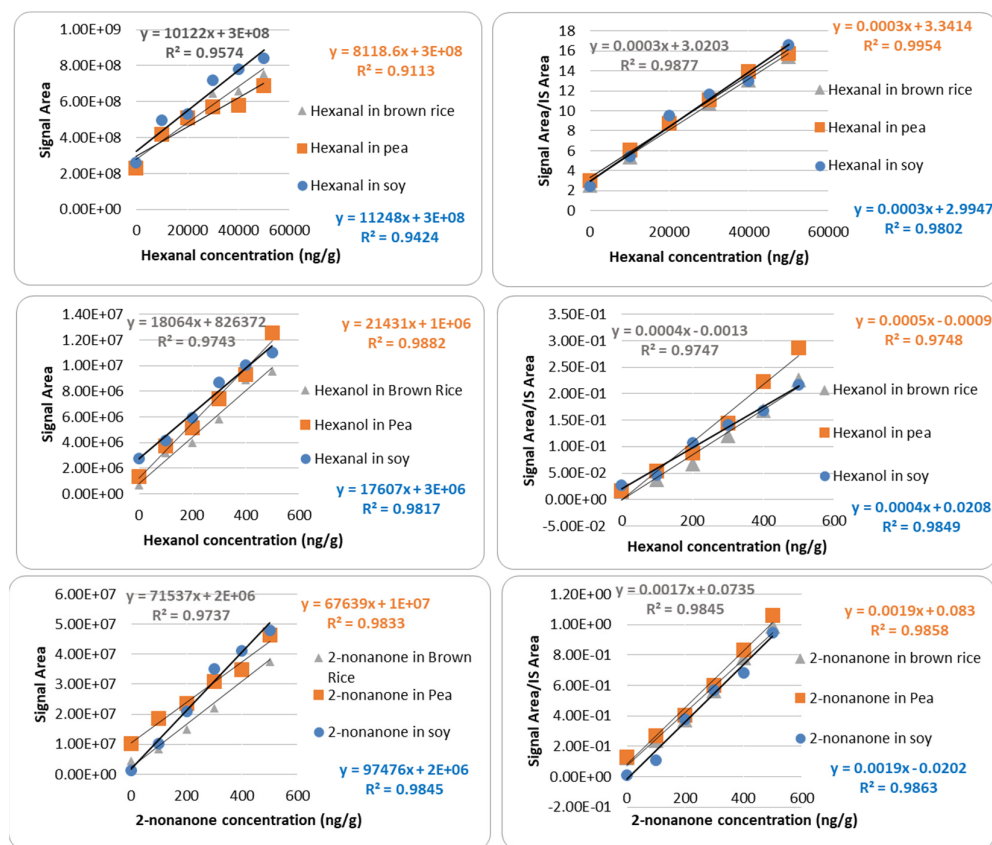 1.00E+09
8.00E+08
6.00E+08
4.00E+08
2.00E+08
0.00E+00
Signal Area
y = 10122x + 3E+08
R² = 0.9574
y = 8118.6x + 3E+08
R² = 0.9113
Hexanal in brown rice
Hexanal in pea
Hexanal in soy
y = 11248x + 3E+08
R² = 0.9424
0 20000 40000 60000
Hexanal concentration (ng/g)
18
16
14
12
10
8
6
4
2
0
Signal Area/IS Area
y = 0.0003x + 3.0203
R² = 0.9877
y = 0.0003x + 3.3414
R² = 0.9954
Hexanal in brown rice
Hexanal in pea
Hexanal in soy
y = 0.0003x + 2.9947
R² = 0.9802
0 20000 40000 60000
Hexanal concentration (ng/g)
1.40E+07
1.20E+07
1.00E+07
8.00E+06
6.00E+06
4.00E+06
2.00E+06
0.00E+00
Signal Area
y = 18064x + 826372
R² = 0.9743
y = 21431x + 1E+06
R² = 0.9882
Hexanol in Brown Rice
Hexanol in Pea
Hexanal in soy
y = 17607x + 3E+06
R² = 0.9817
0 200 400 600
Hexanol concentration (ng/g)
3.50E-01
3.00E-01
2.50E-01
2.00E-01
1.50E-01
1.00E-01
5.00E-02
0.00E+00
-5.00E-02
Signal Area/IS Area
y = 0.0004x - 0.0013
R² = 0.9747
y = 0.0005x - 0.0009
R² = 0.9748
Hexanol in brown rice
Hexanol in pea
Hexanol in soy
y = 0.0004x + 0.0208
R² = 0.9849
0 200 400 600
Hexanol concentration (ng/g)
6.00E+07
5.00E+07
4.00E+07
3.00E+07
2.00E+07
1.00E+07
0.00E+00
Signal Area
y = 71537x + 2E+06
R² = 0.9737
y = 67639x + 1E+07
R² = 0.9833
2-nonanone in Brown
Rice
2-nonanone in Pea
2-nonanone in soy
y = 97476x + 2E+06
R² = 0.9845
0 200 400 600
2-nonanone concentration (ng/g)
1.20E+00
1.00E+00
8.00E-01
6.00E-01
4.00E-01
2.00E-01
0.00E+00
-2.00E-01
Signal Area/IS Area
y = 0.0017x + 0.0735
R² = 0.9845
y = 0.0019x + 0.083
R² = 0.9858
2-nonanone in brown rice
2-nonanone in Pea
2-nonanone in soy
y = 0.0019x - 0.0202
R² = 0.9863
0 200 400 600
2-nonanone concentration (ng/g)